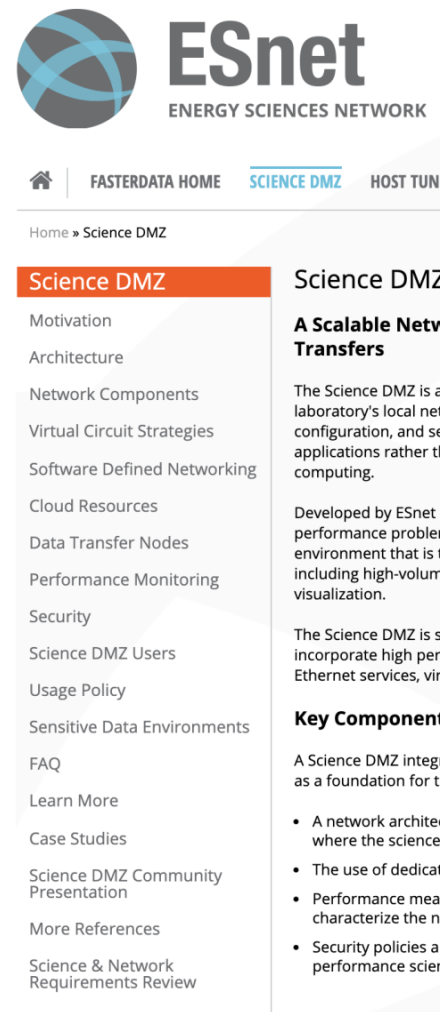 ESnet
ENERGY SCIENCES NETWORK
FASTERDATA HOME SCIENCE DMZ HOST TUN
Home » Science DMZ
Science DMZ
Motivation
Architecture
Network Components
Virtual Circuit Strategies
Software Defined Networking
Cloud Resources
Data Transfer Nodes
Performance Monitoring
Security
Science DMZ Users
Usage Policy
Sensitive Data Environments
FAQ
Learn More
Case Studies
Science DMZ Community
Presentation
More References
Science & Network
Requirements Review
Science DMZ
A Scalable Netw
Transfers
The Science DMZ is a
laboratory's local net
configuration, and se
applications rather th
computing.
Developed by ESnet
performance problem
environment that is t
including high-volum
visualization.
The Science DMZ is s
incorporate high per
Ethernet services, vir
Key Component
A Science DMZ integr
as a foundation for t
• A network architec
where the science
• The use of dedicat
• Performance mea
characterize the n
• Security policies a
performance scien